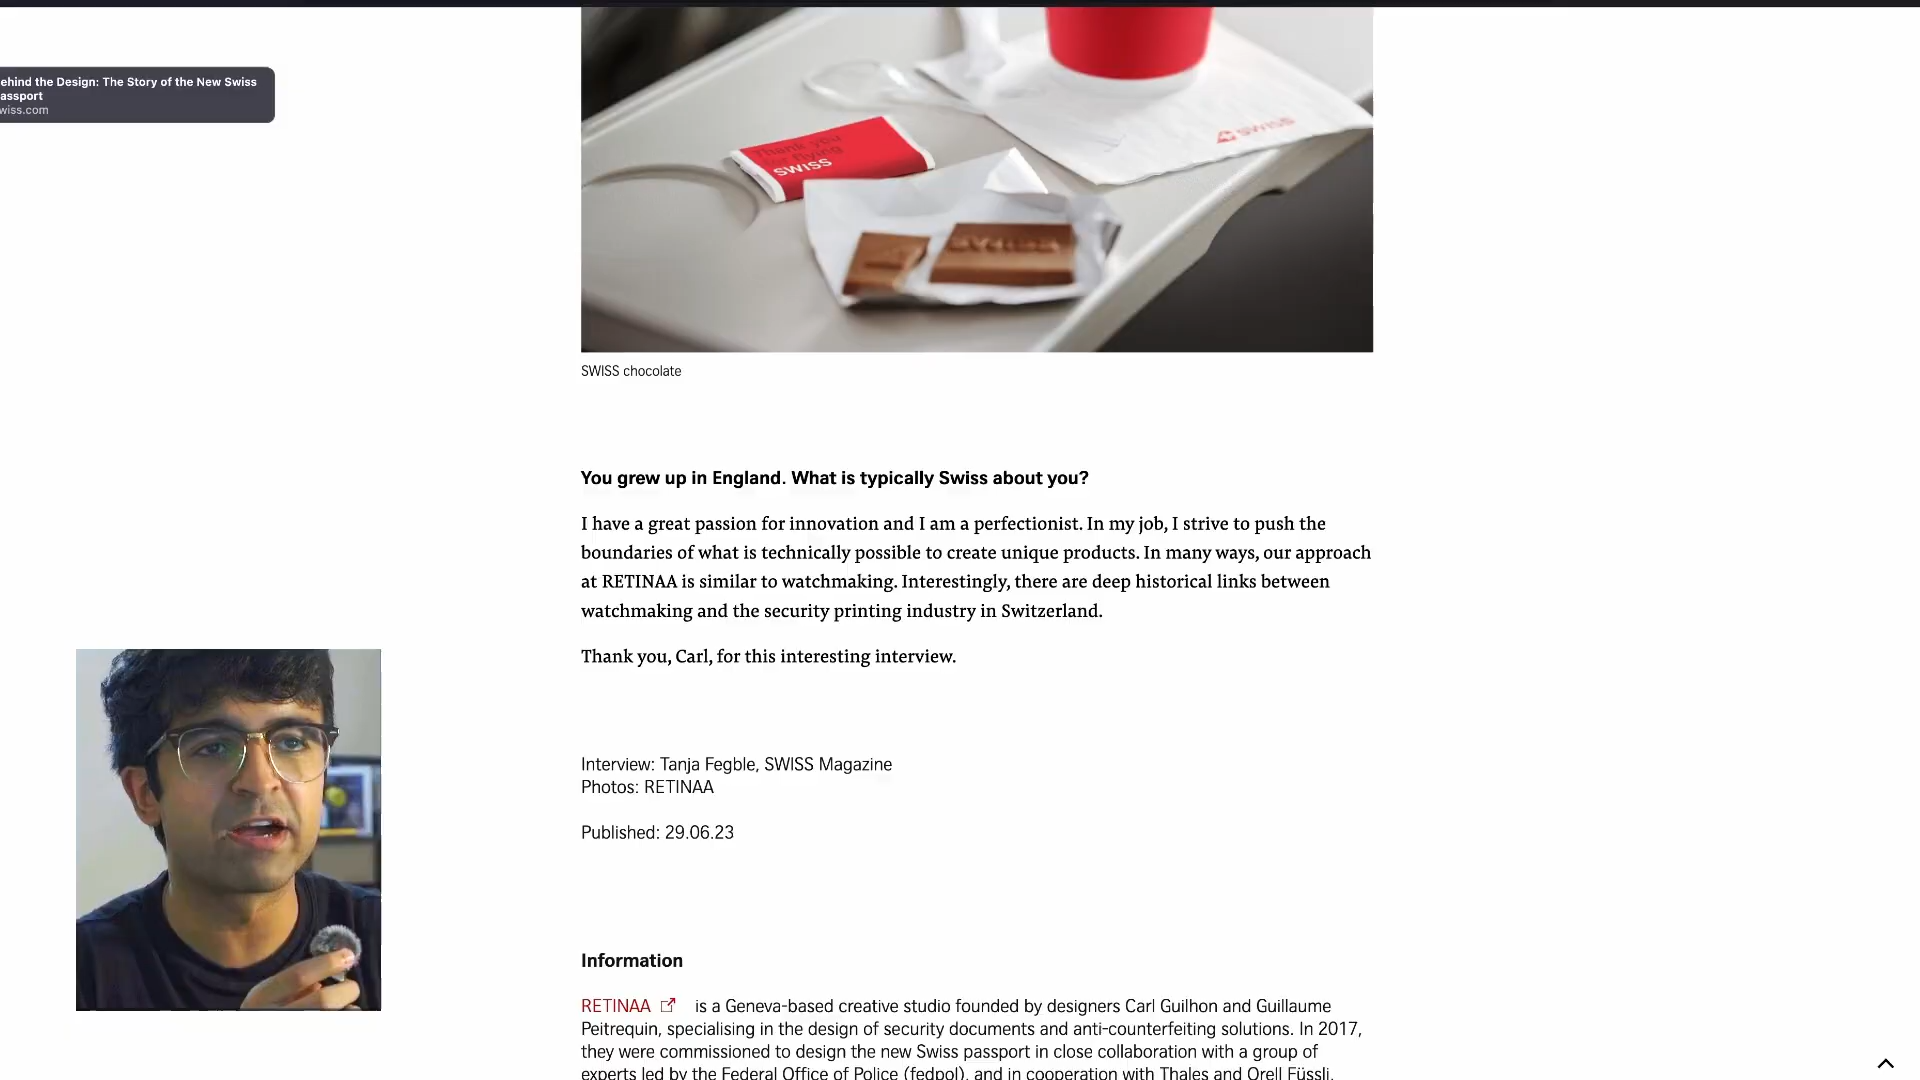 ehind the Design: The Story of the New Swiss
assport
wiss.com
Thank you
for flying
SWISS
SWISS
SWISS chocolate
You grew up in England. What is typically Swiss about you?
I have a great passion for innovation and I am a perfectionist. In my job, I strive to push the
boundaries of what is technically possible to create unique products. In many ways, our approach
at RETINAA is similar to watchmaking. Interestingly, there are deep historical links between
watchmaking and the security printing industry in Switzerland.
Thank you, Carl, for this interesting interview.
Interview: Tanja Fegble, SWISS Magazine
Photos: RETINAA
Published: 29.06.23
Information
RETINAA is a Geneva-based creative studio founded by designers Carl Guilhon and Guillaume
Peitrequin, specialising in the design of security documents and anti-counterfeiting solutions. In 2017,
they were commissioned to design the new Swiss passport in close collaboration with a group of
experts led by the Federal Office of Police (fedpol), and in cooperation with Thales and Orell Füssli.